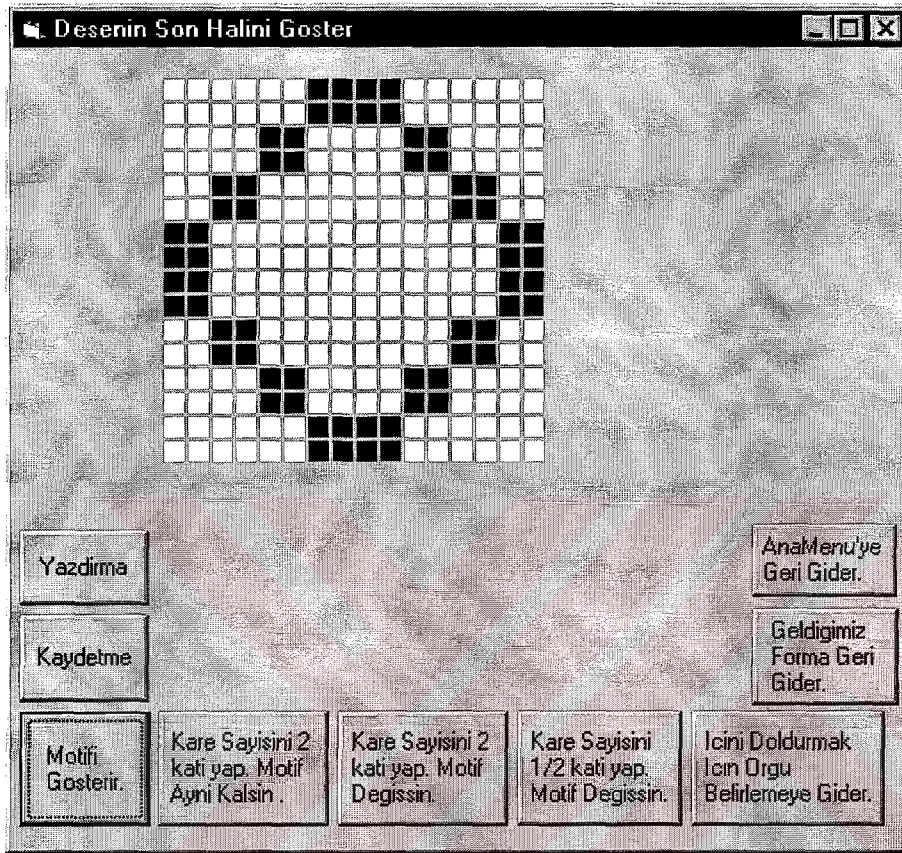 Desenin Son Halini Goster
Yazdirma
AnaMenu'ye
Geri Gider.
Kaydetme
Geldigimiz
Forma Geri
Gider.
Motifi
Gosterir.
Kare Sayisini 2
kati yap. Motif
Ayni Kalsin .
Kare Sayisini 2
kati yap. Motif
Degissin.
Kare Sayisini
1/2 kati yap.
Motif Degissin.
Icini Doldurmak
Icin Orgu
Belirlemeye Gider.